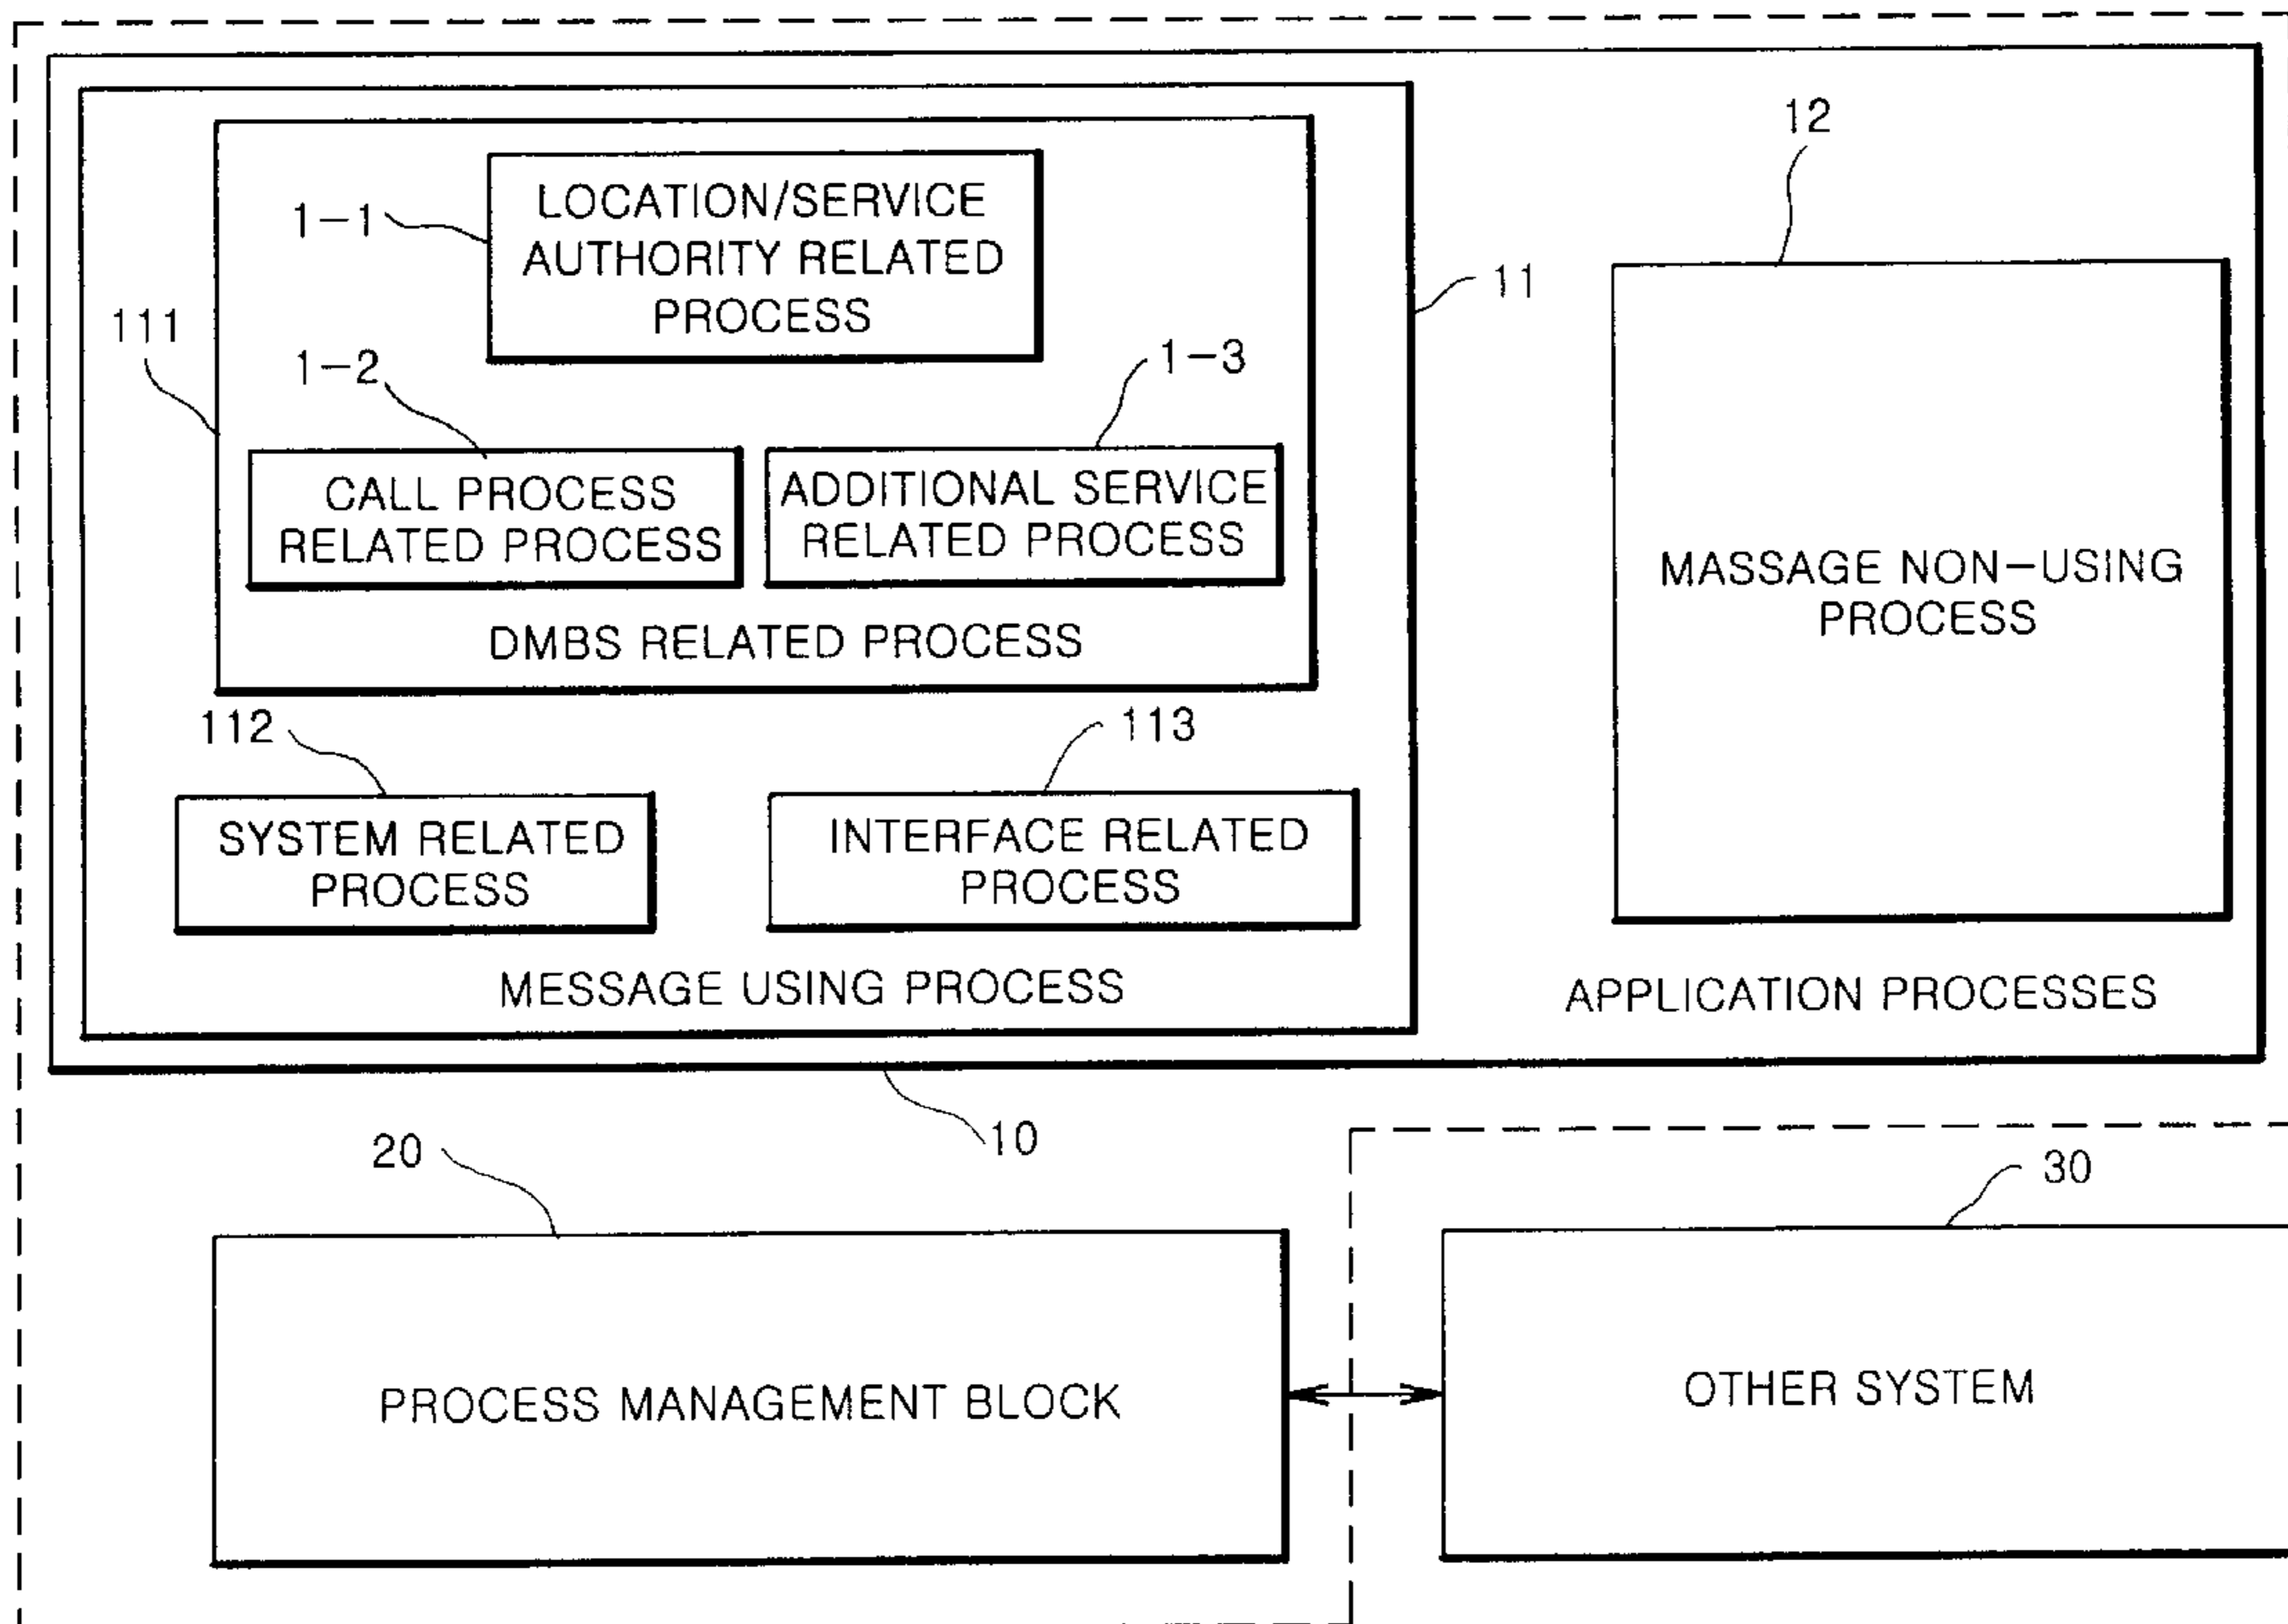 12
LOCATION/SERVICE
AUTHORITY RELATED
PROCESS
1-1
11
111
1-2
1-3
CALL PROCESS
RELATED PROCESS
ADDITIONAL SERVICE
RELATED PROCESS
MASSAGE NON-USING
PROCESS
DMBS RELATED PROCESS
112
113
SYSTEM RELATED
PROCESS
INTERFACE RELATED
PROCESS
MESSAGE USING PROCESS
APPLICATION PROCESSES
10
20
30
PROCESS MANAGEMENT BLOCK
OTHER SYSTEM